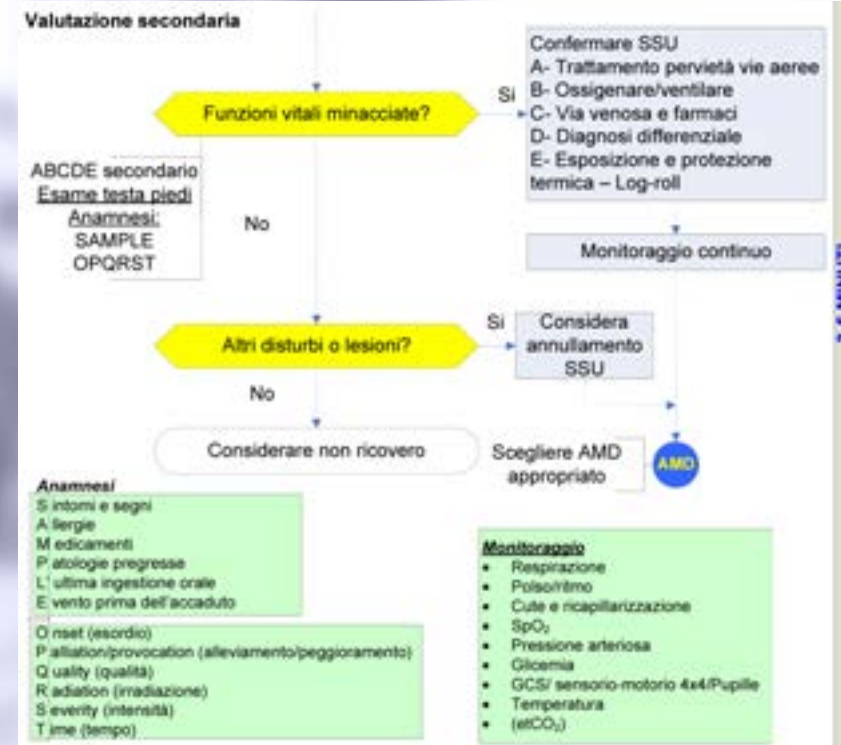 Valutazione secondaria
Funzioni vitali minacciate?
Si
Confermare SSU
A- Trattamento pervietà vie aeree
B- Ossigenare/ventilare
C- Via venosa e farmaci
D- Diagnosi differenziale
E- Esposizione e protezione
termica – Log-roll
ABCDE secondario
Esame testa piedi
Anamnesi:
SAMPLE
OPQRST
No
Monitoraggio continuo
Altri disturbi o lesioni?
Si
Considera
annullamento
SSU
No
Considerare non ricovero
Scegliere AMD
appropriato
AMD
Anamnesi
S intomi e segni
A llergie
M edicamenti
P atologie pregresse
L' ultima ingestione orale
E vento prima dell'accaduto
O nset (esordio)
P alliation/provocation (alleviamento/peggioramento)
Q uality (qualità)
R adiation (irradiazione)
S everity (intensità)
T ime (tempo)
Monitoraggio
• Respirazione
• Polso/ritmo
• Cute e ricapillarizzazione
• SpO₂
• Pressione arteriosa
• Glicemia
• GCS/ sensorio-motorio 4x4/Pupille
• Temperatura
• (etCO₂)